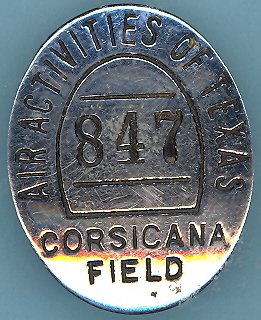 AIR ACTIVITIES OF TEXAS
847
CORSICANA
FIELD